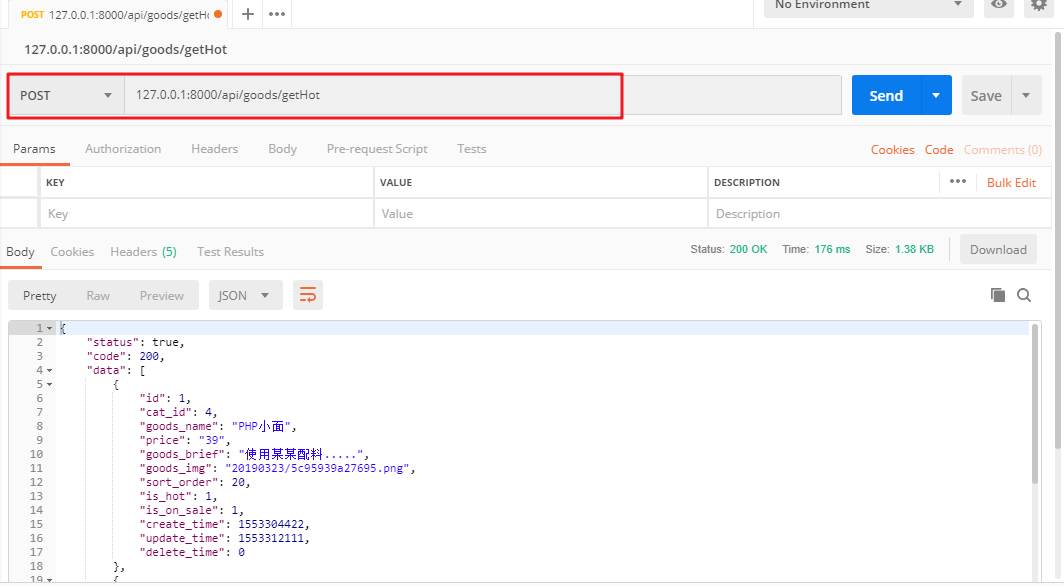 POST 127.0.0.1:8000/api/goods/getH
No Environment
127.0.0.1:8000/api/goods/getHot
POST 127.0.0.1:8000/api/goods/getHot Send Save
Params Authorization Headers Body Pre-request Script Tests Cookies Code Comments (0)
KEY VALUE DESCRIPTION Bulk Edit
Key Value Description
Body Cookies Headers (5) Test Results Status: 200 OK Time: 176 ms Size: 1.38 KB Download
Pretty Raw Preview JSON
1 {
2 "status": true,
3 "code": 200,
4 "data": [
5 {
6 "id": 1,
7 "cat_id": 4,
8 "goods_name": "PHP小面",
9 "price": "39",
10 "goods_brief": "使用某某配料.....",
11 "goods_img": "20190323/5c95939a27695.png",
12 "sort_order": 20,
13 "is_hot": 1,
14 "is_on_sale": 1,
15 "create_time": 1553304422,
16 "update_time": 1553312111,
17 "delete_time": 0
18 },
19 {